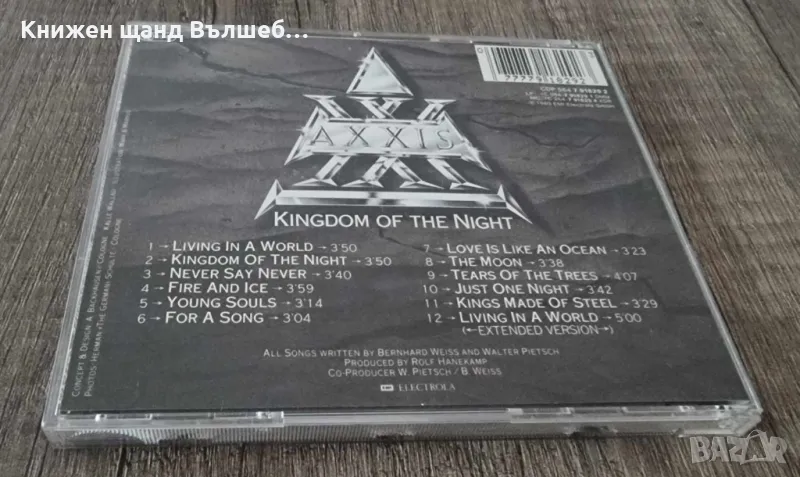 Книжен щанд Вълшеб...
AXXIS
KINGDOM OF THE NIGHT
1 → LIVING IN A WORLD → 3:50
2 → KINGDOM OF THE NIGHT → 3:50
3 → NEVER SAY NEVER → 3:40
4 → FIRE AND ICE → 3:59
5 → YOUNG SOULS → 3:14
6 → FOR A SONG → 3:04
7 → LOVE IS LIKE AN OCEAN → 3:23
8 → THE MOON → 3:38
9 → TEARS OF THE TREES → 4:07
10 → JUST ONE NIGHT → 3:42
11 → KINGS MADE OF STEEL → 3:29
12 → LIVING IN A WORLD → 5:00
(←EXTENDED VERSION→)
ALL SONGS WRITTEN BY BERNHARD WEISS AND WALTER PIETSCH
PRODUCED BY ROLF HANEKAMP
CO-PRODUCER W. PIETSCH / B. WEISS
EMI ELECTROLA
BAZAR